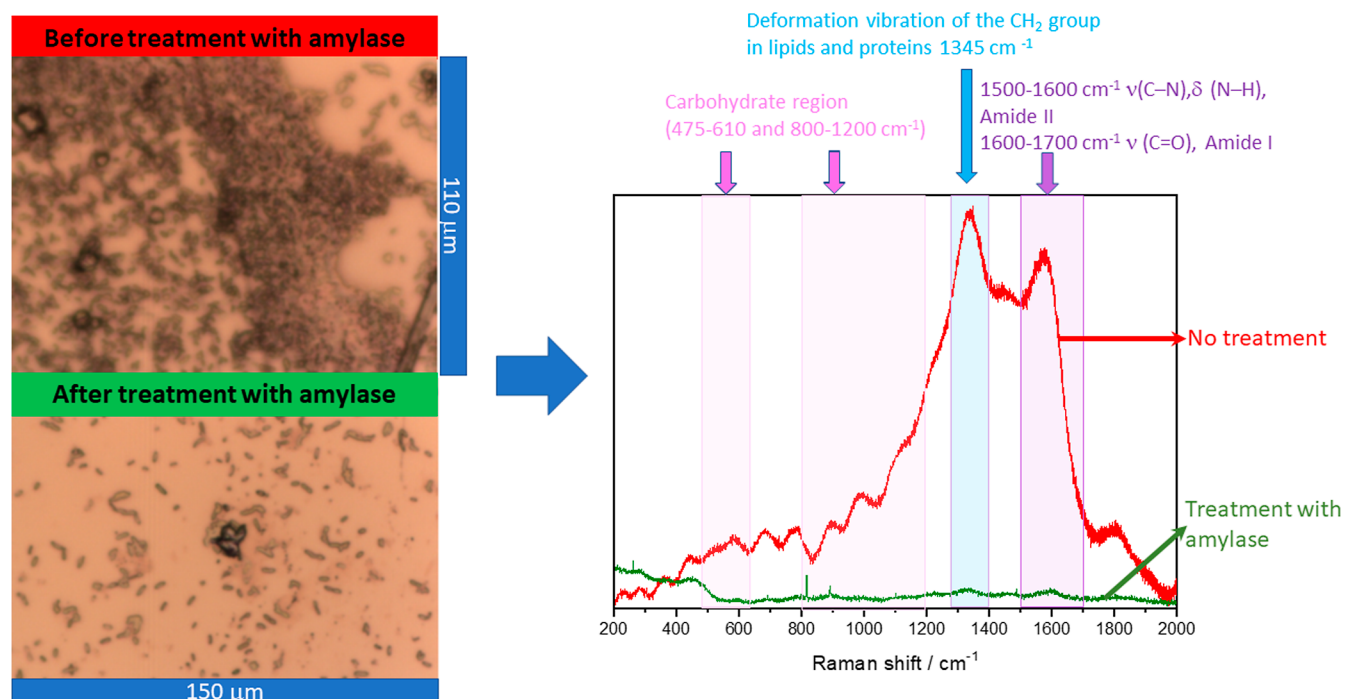 Before treatment with amylase
110 µm
After treatment with amylase
150 µm
Deformation vibration of the CH₂ group
in lipids and proteins 1345 cm ⁻¹
Carbohydrate region
(475-610 and 800-1200 cm⁻¹)
1500-1600 cm⁻¹ ν(C–N),δ (N–H),
Amide II
1600-1700 cm⁻¹ ν (C=O), Amide I
No treatment
Treatment with
amylase
200 400 600 800 1000 1200 1400 1600 1800 2000
Raman shift / cm⁻¹